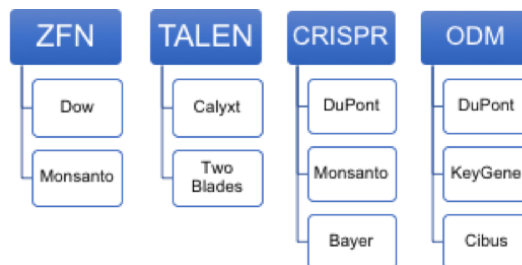 ZFN
Dow
Monsanto
TALEN
Calyxt
Two
Blades
CRISPR
DuPont
Monsanto
Bayer
ODM
DuPont
KeyGene
Cibus